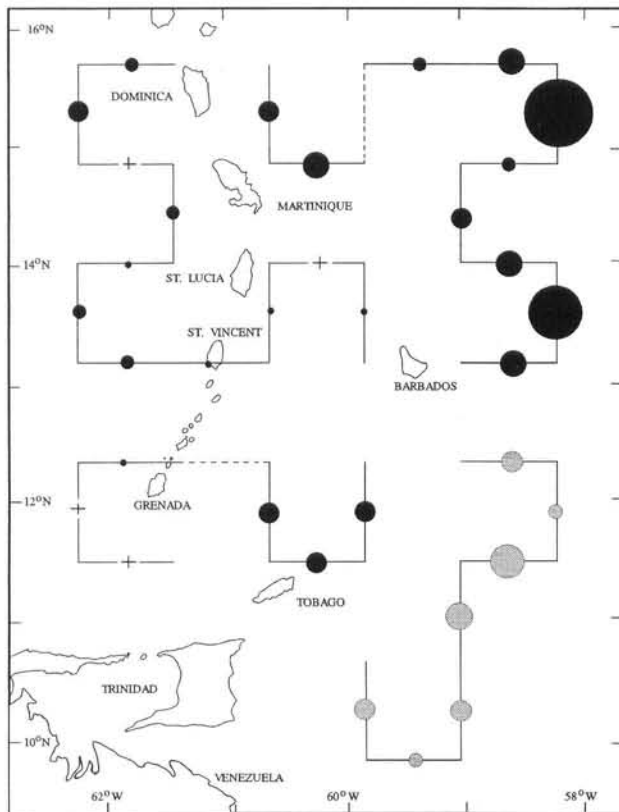 16°N
DOMINICA
MARTINIQUE
14°N
ST. LUCIA
ST. VINCENT
BARBADOS
12°N
GRENADA
TOBAGO
TRINIDAD
10°N
VENEZUELA
62°W
60°W
58°W